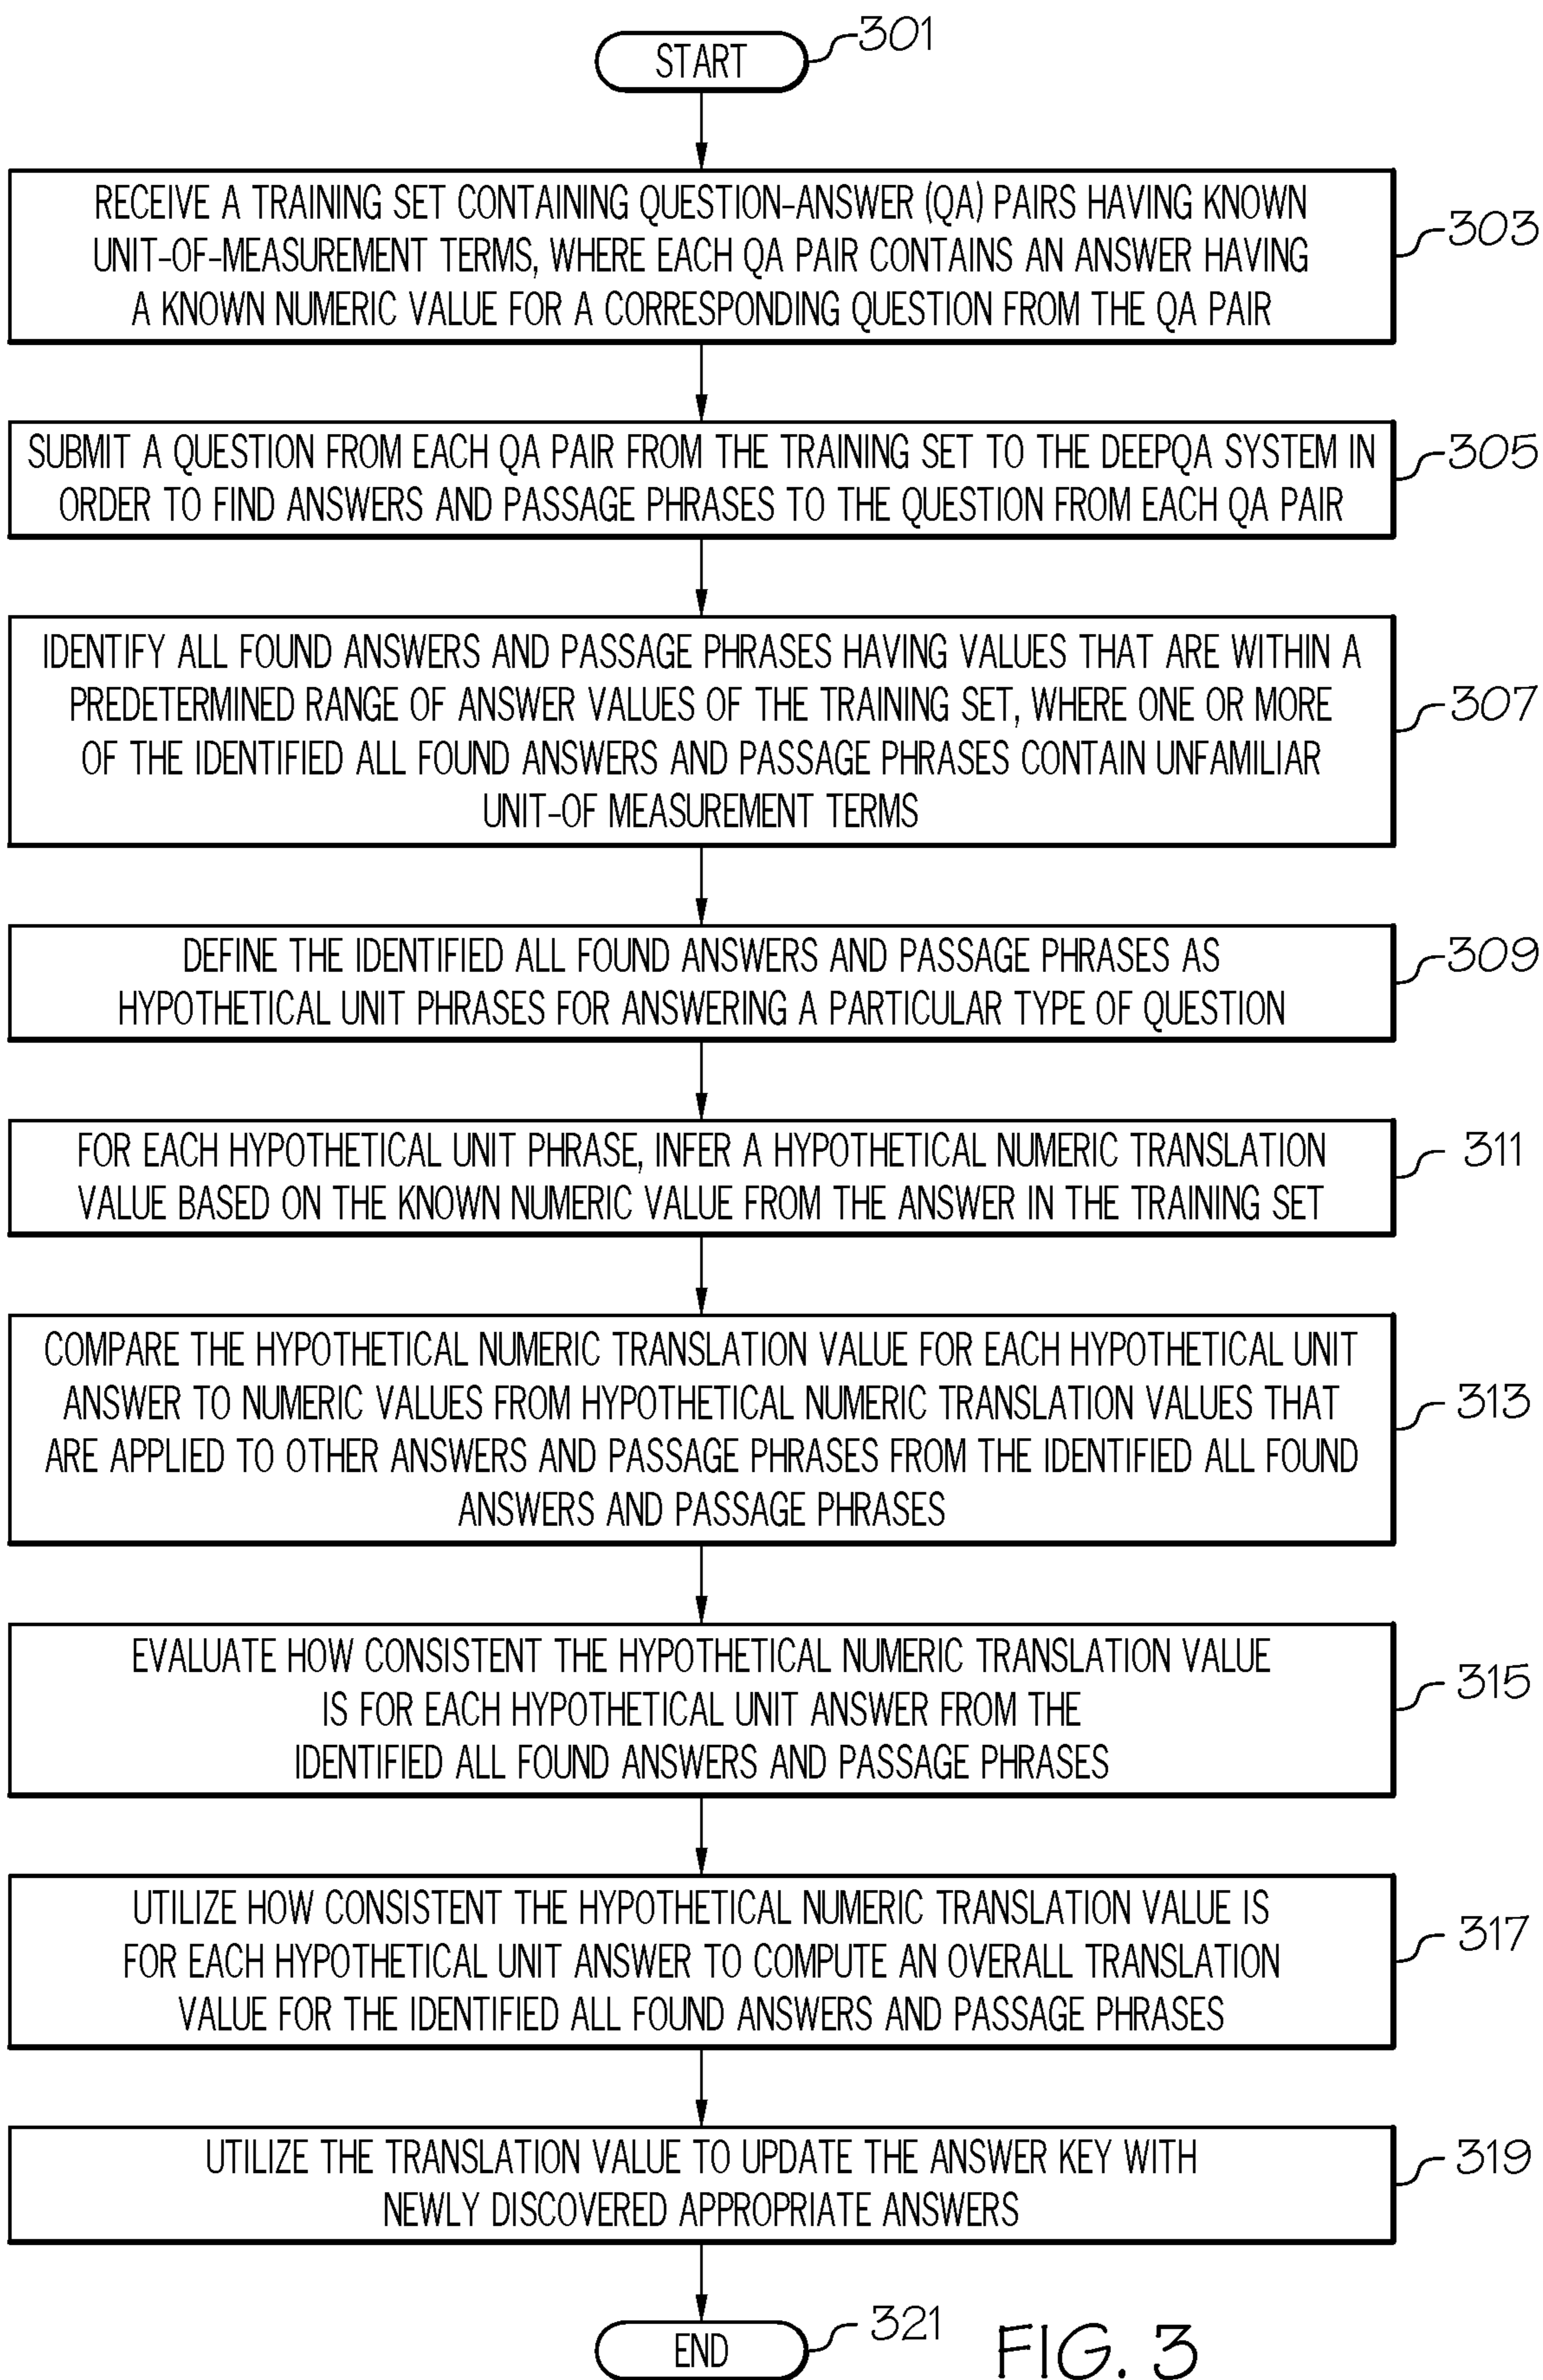 START
301
RECEIVE A TRAINING SET CONTAINING QUESTION-ANSWER (QA) PAIRS HAVING KNOWN
UNIT-OF-MEASUREMENT TERMS, WHERE EACH QA PAIR CONTAINS AN ANSWER HAVING
A KNOWN NUMERIC VALUE FOR A CORRESPONDING QUESTION FROM THE QA PAIR
303
SUBMIT A QUESTION FROM EACH QA PAIR FROM THE TRAINING SET TO THE DEEPQA SYSTEM IN
ORDER TO FIND ANSWERS AND PASSAGE PHRASES TO THE QUESTION FROM EACH QA PAIR
305
IDENTIFY ALL FOUND ANSWERS AND PASSAGE PHRASES HAVING VALUES THAT ARE WITHIN A
PREDETERMINED RANGE OF ANSWER VALUES OF THE TRAINING SET, WHERE ONE OR MORE
OF THE IDENTIFIED ALL FOUND ANSWERS AND PASSAGE PHRASES CONTAIN UNFAMILIAR
UNIT-OF MEASUREMENT TERMS
307
DEFINE THE IDENTIFIED ALL FOUND ANSWERS AND PASSAGE PHRASES AS
HYPOTHETICAL UNIT PHRASES FOR ANSWERING A PARTICULAR TYPE OF QUESTION
309
FOR EACH HYPOTHETICAL UNIT PHRASE, INFER A HYPOTHETICAL NUMERIC TRANSLATION
VALUE BASED ON THE KNOWN NUMERIC VALUE FROM THE ANSWER IN THE TRAINING SET
311
COMPARE THE HYPOTHETICAL NUMERIC TRANSLATION VALUE FOR EACH HYPOTHETICAL UNIT
ANSWER TO NUMERIC VALUES FROM HYPOTHETICAL NUMERIC TRANSLATION VALUES THAT
ARE APPLIED TO OTHER ANSWERS AND PASSAGE PHRASES FROM THE IDENTIFIED ALL FOUND
ANSWERS AND PASSAGE PHRASES
313
EVALUATE HOW CONSISTENT THE HYPOTHETICAL NUMERIC TRANSLATION VALUE
IS FOR EACH HYPOTHETICAL UNIT ANSWER FROM THE
IDENTIFIED ALL FOUND ANSWERS AND PASSAGE PHRASES
315
UTILIZE HOW CONSISTENT THE HYPOTHETICAL NUMERIC TRANSLATION VALUE IS
FOR EACH HYPOTHETICAL UNIT ANSWER TO COMPUTE AN OVERALL TRANSLATION
VALUE FOR THE IDENTIFIED ALL FOUND ANSWERS AND PASSAGE PHRASES
317
UTILIZE THE TRANSLATION VALUE TO UPDATE THE ANSWER KEY WITH
NEWLY DISCOVERED APPROPRIATE ANSWERS
319
END
321
FIG. 3